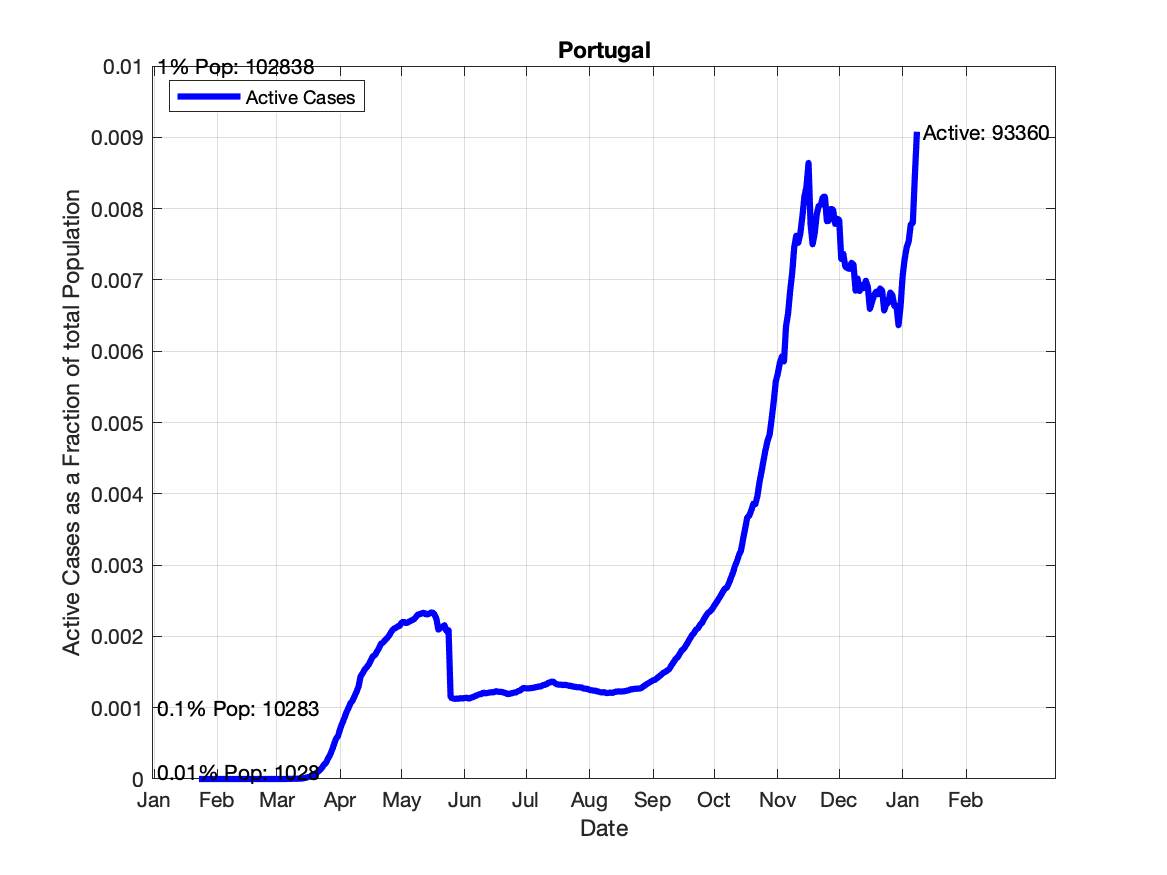 Portugal
0.01
1% Pop: 102838
Active Cases
0.009
Active: 93360
0.008
0.007
0.006
0.005
0.004
0.003
0.002
0.001
0.1% Pop: 10283
0
0.01% Pop: 1028
Active Cases as a Fraction of total Population
Jan Feb Mar Apr May Jun Jul Aug Sep Oct Nov Dec Jan Feb
Date